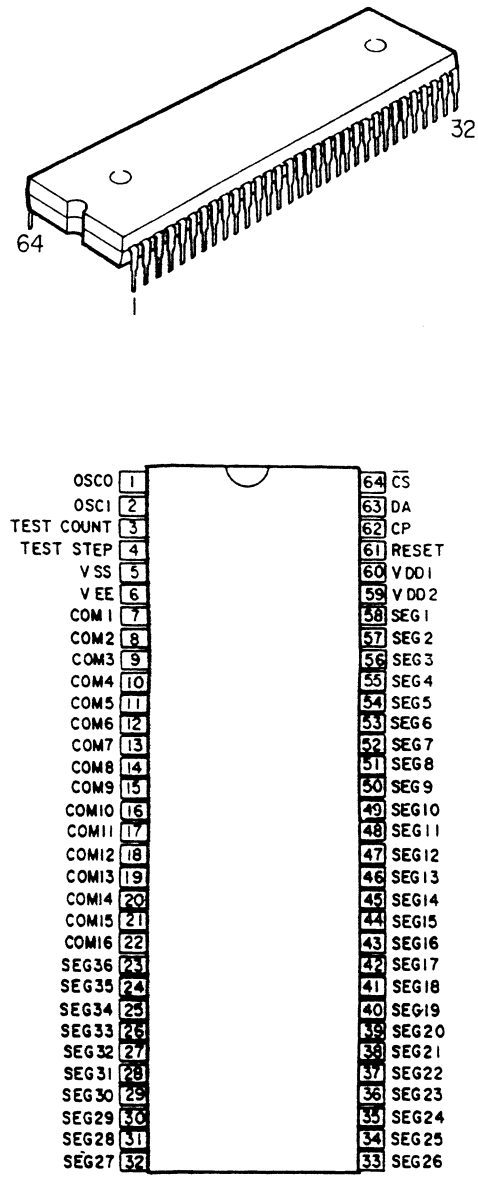 32
64
1
OSC0 1 64 C̅S̅
OSC1 2 63 DA
TEST COUNT 3 62 CP
TEST STEP 4 61 RESET
VSS 5 60 VDD1
VEE 6 59 VDD2
COM1 7 58 SEG1
COM2 8 57 SEG2
COM3 9 56 SEG3
COM4 10 55 SEG4
COM5 11 54 SEG5
COM6 12 53 SEG6
COM7 13 52 SEG7
COM8 14 51 SEG8
COM9 15 50 SEG9
COM10 16 49 SEG10
COM11 17 48 SEG11
COM12 18 47 SEG12
COM13 19 46 SEG13
COM14 20 45 SEG14
COM15 21 44 SEG15
COM16 22 43 SEG16
SEG36 23 42 SEG17
SEG35 24 41 SEG18
SEG34 25 40 SEG19
SEG33 26 39 SEG20
SEG32 27 38 SEG21
SEG31 28 37 SEG22
SEG30 29 36 SEG23
SEG29 30 35 SEG24
SEG28 31 34 SEG25
SEG27 32 33 SEG26